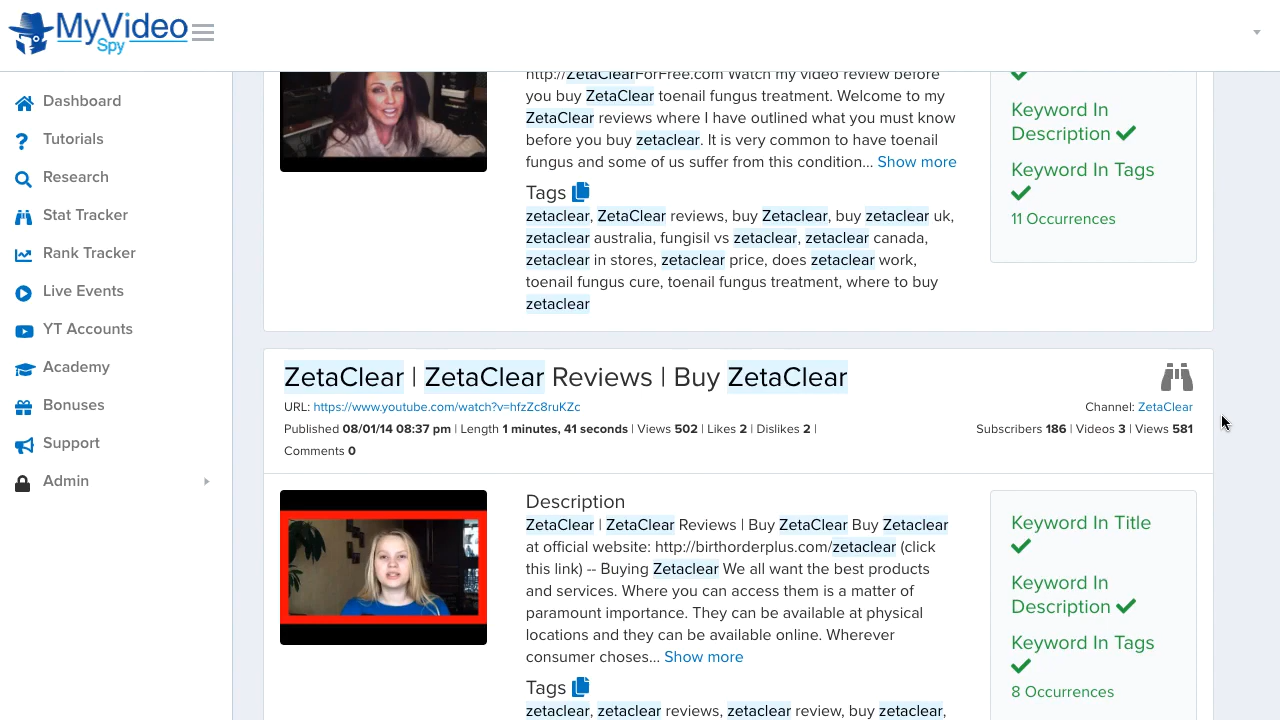 MyVideo
Spy
Dashboard
Tutorials
Research
Stat Tracker
Rank Tracker
Live Events
YT Accounts
Academy
Bonuses
Support
Admin
http://ZetaClearForFree.com Watch my video review before
you buy ZetaClear toenail fungus treatment. Welcome to my
ZetaClear reviews where I have outlined what you must know
before you buy zetaclear. It is very common to have toenail
fungus and some of us suffer from this condition... Show more
Tags
zetaclear, ZetaClear reviews, buy Zetaclear, buy zetaclear uk,
zetaclear australia, fungisil vs zetaclear, zetaclear canada,
zetaclear in stores, zetaclear price, does zetaclear work,
toenail fungus cure, toenail fungus treatment, where to buy
zetaclear
Keyword In
Description
Keyword In Tags
11 Occurrences
ZetaClear | ZetaClear Reviews | Buy ZetaClear
URL: https://www.youtube.com/watch?v=hfzZc8ruKZc
Channel: ZetaClear
Published 08/01/14 08:37 pm | Length 1 minutes, 41 seconds | Views 502 | Likes 2 | Dislikes 2 |
Comments 0
Subscribers 186 | Videos 3 | Views 581
Description
ZetaClear | ZetaClear Reviews | Buy ZetaClear Buy Zetaclear
at official website: http://birthorderplus.com/zetaclear (click
this link) -- Buying Zetaclear We all want the best products
and services. Where you can access them is a matter of
paramount importance. They can be available at physical
locations and they can be available online. Wherever
consumer choses... Show more
Tags
zetaclear, zetaclear reviews, zetaclear review, buy zetaclear,
Keyword In Title
Keyword In
Description
Keyword In Tags
8 Occurrences